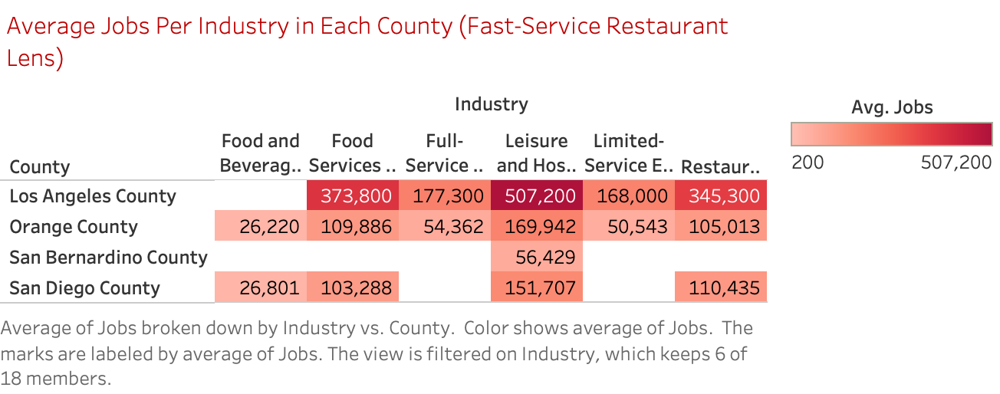 Average Jobs Per Industry in Each County (Fast-Service Restaurant
Lens)
Industry
Avg. Jobs
Food and Food Full- Leisure Limited-
County Beverag.. Services .. Service .. and Hos.. Service E.. Restaur..
200 507,200
Los Angeles County 373,800 177,300 507,200 168,000 345,300
Orange County 26,220 109,886 54,362 169,942 50,543 105,013
San Bernardino County 56,429
San Diego County 26,801 103,288 151,707 110,435
Average of Jobs broken down by Industry vs. County.  Color shows average of Jobs.  The
marks are labeled by average of Jobs. The view is filtered on Industry, which keeps 6 of
18 members.